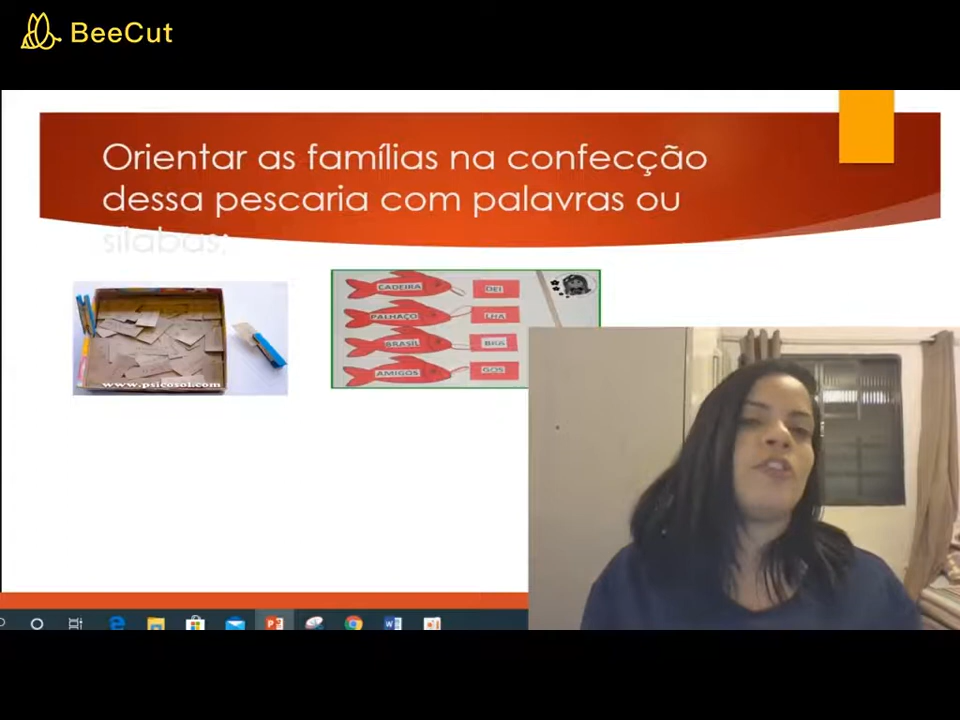 BeeCut
Orientar as famílias na confecção
dessa pescaria com palavras ou
sílabas;
CADEIRA
DEI
PALHAÇO
LHA
BRASIL
BRA
AMIGOS
GOS
www.psicosol.com